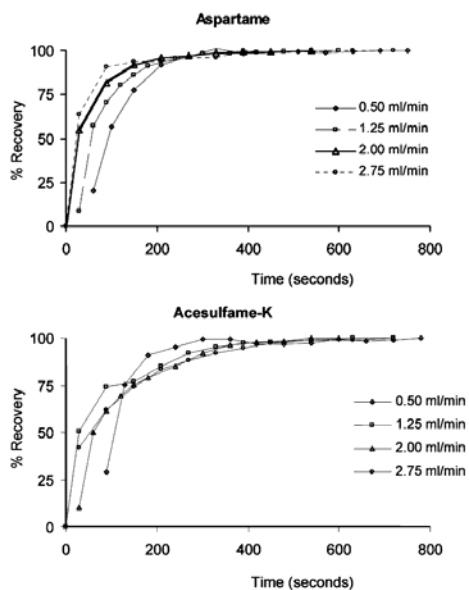 Aspartame
% Recovery
100
75
50
25
0
0.50 ml/min
1.25 ml/min
2.00 ml/min
2.75 ml/min
0 200 400 600 800
Time (seconds)
Acesulfame-K
% Recovery
100
75
50
25
0
0.50 ml/min
1.25 ml/min
2.00 ml/min
2.75 ml/min
0 200 400 600 800
Time (seconds)